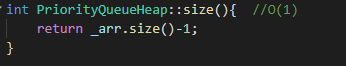 int PriorityQueueHeap::size(){  //O(1)
    return _arr.size()-1;
}